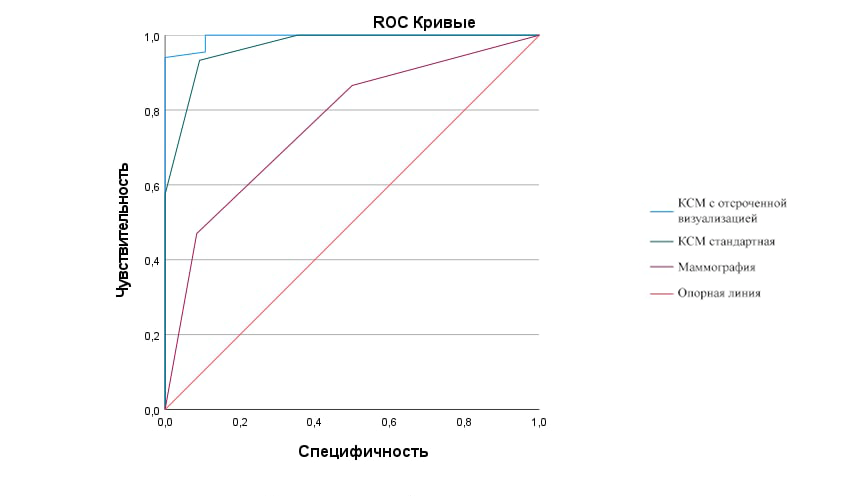 ROC Кривые
1,0
0,8
0,6
0,4
0,2
0,0
Чувствительность
0,0 0,2 0,4 0,6 0,8 1,0
Специфичность
КСМ с отсроченной
визуализацией
КСМ стандартная
Маммография
Опорная линия